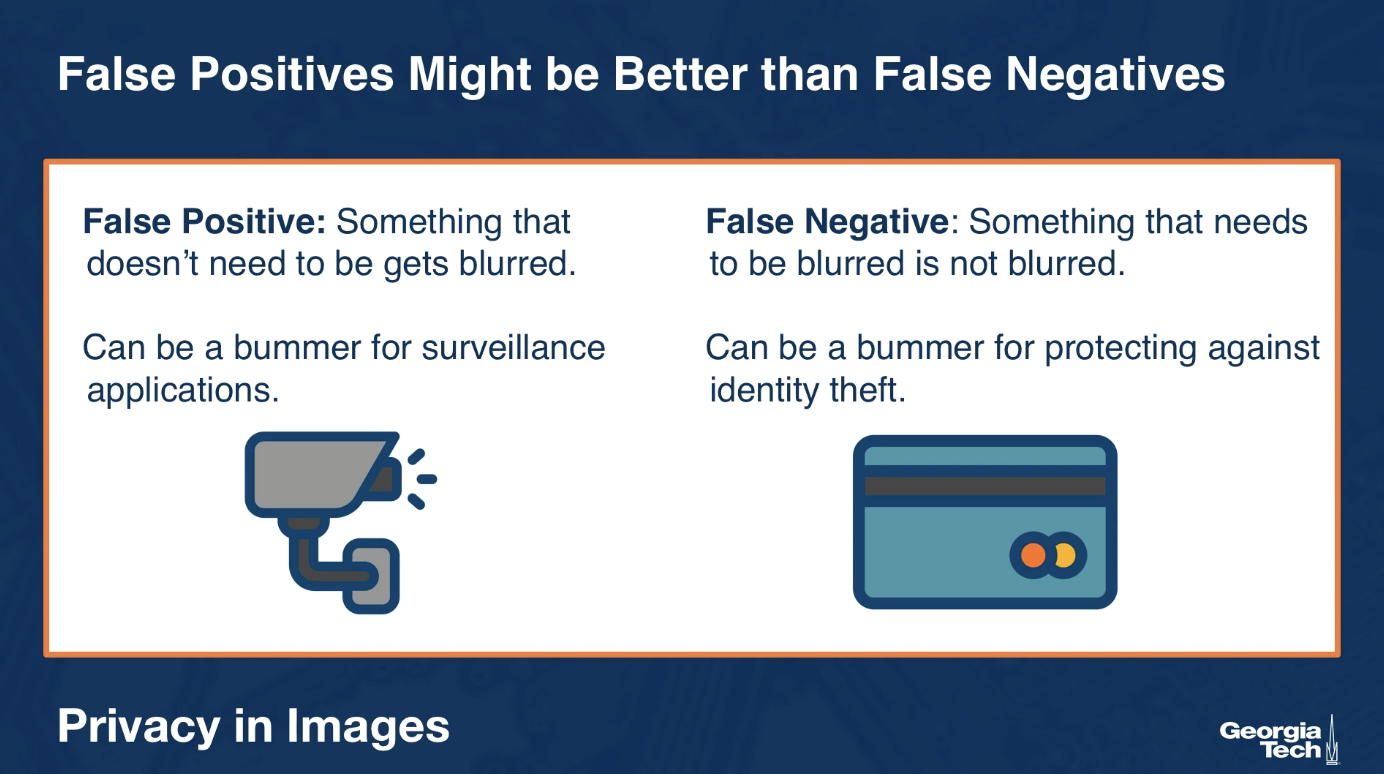 False Positives Might be Better than False Negatives
False Positive: Something that
doesn’t need to be gets blurred.
Can be a bummer for surveillance
applications.
False Negative: Something that needs
to be blurred is not blurred.
Can be a bummer for protecting against
identity theft.
Privacy in Images
Georgia
Tech